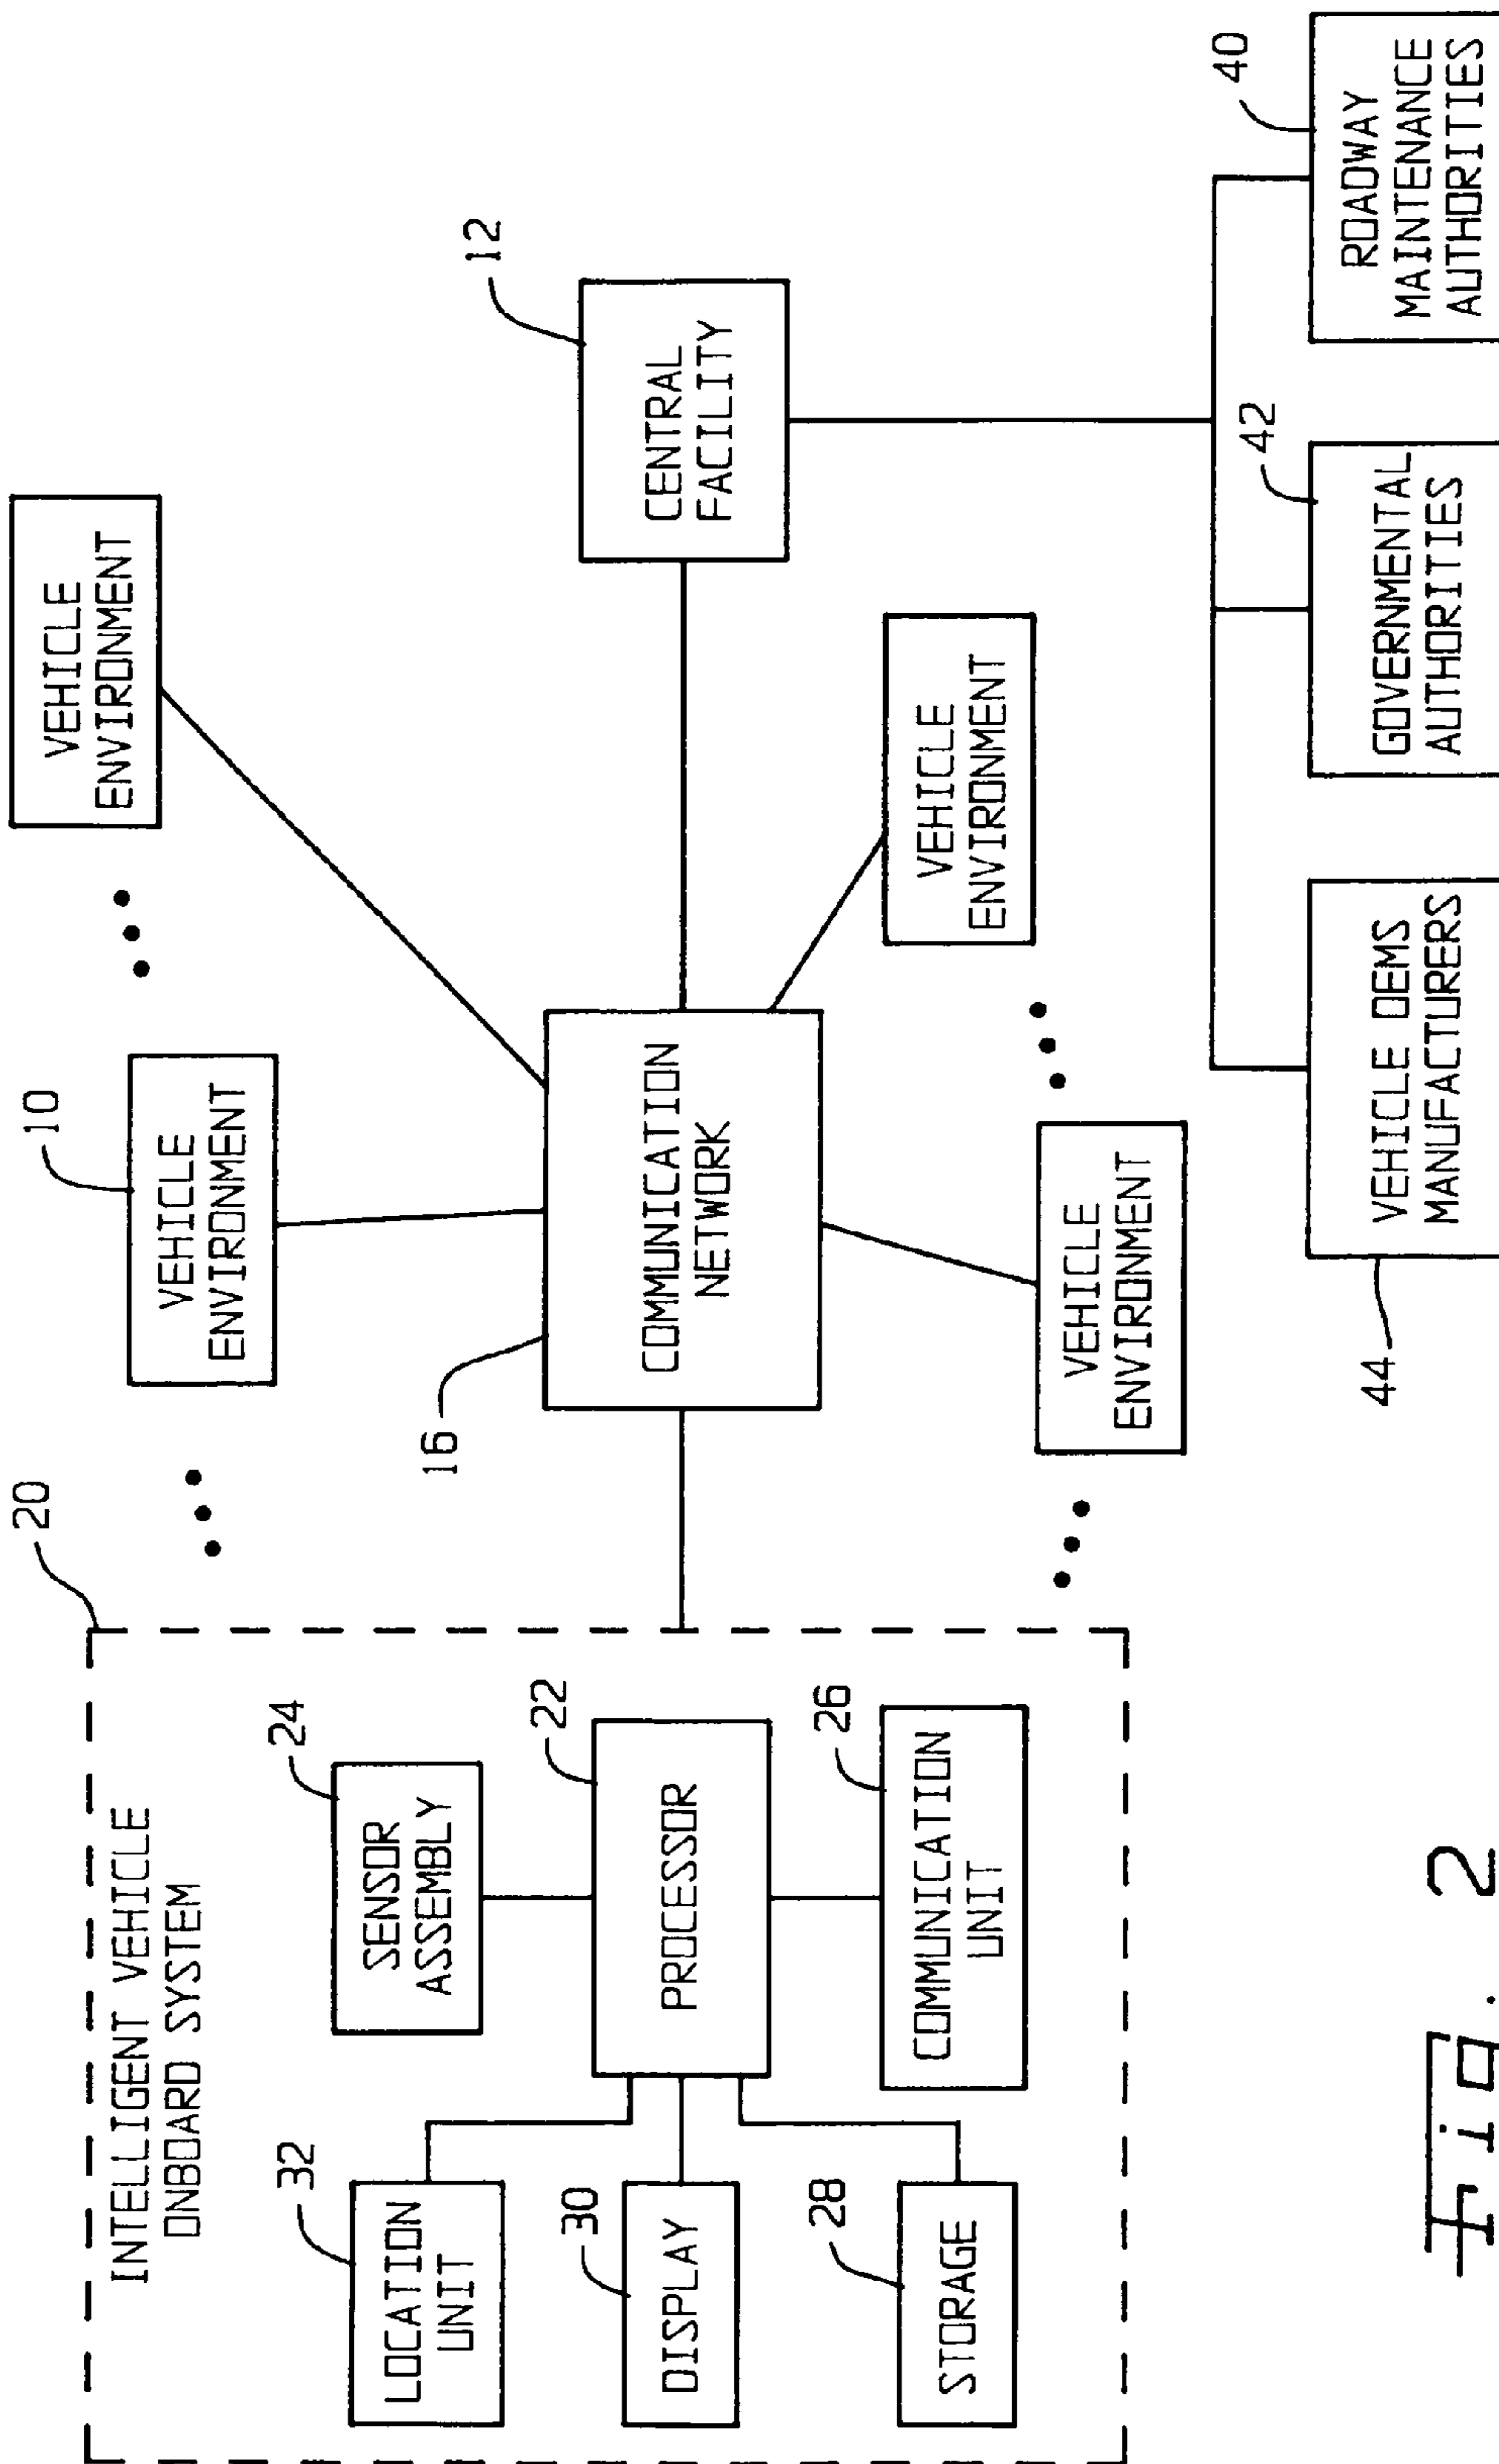 20
INTELLIGENT VEHICLE
ONBOARD SYSTEM
32
LOCATION
UNIT
24
SENSOR
ASSEMBLY
30
DISPLAY
22
PROCESSOR
28
STORAGE
26
COMMUNICATION
UNIT
10
VEHICLE
ENVIRONMENT
VEHICLE
ENVIRONMENT
16
COMMUNICATION
NETWORK
12
CENTRAL
FACILITY
VEHICLE
ENVIRONMENT
VEHICLE
ENVIRONMENT
44
VEHICLE OEMS
MANUFACTURERS
42
GOVERNMENTAL
AUTHORITIES
40
ROADWAY
MAINTENANCE
AUTHORITIES
Fig. 2